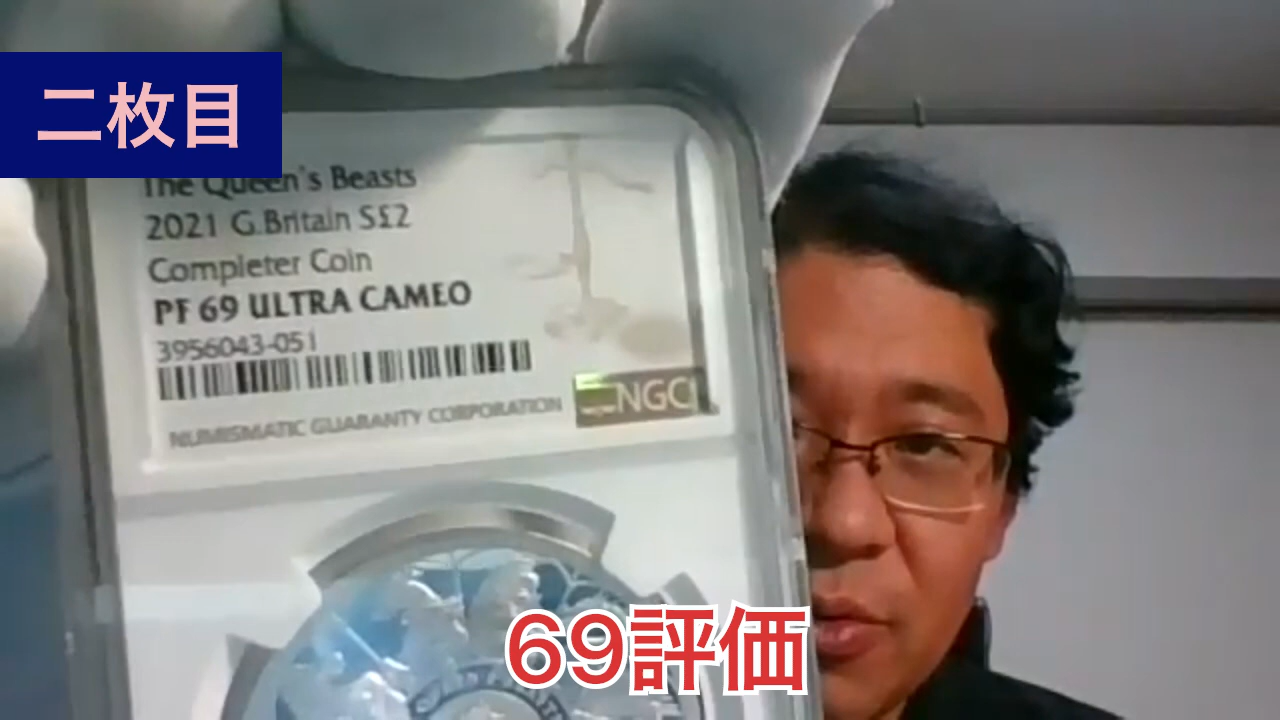 二枚目
The Queen's Beasts
2021 G.Britain S£2
Completer Coin
PF 69 ULTRA CAMEO
3956043-051
NUMISMATIC GUARANTY CORPORATION
NGC
69評価